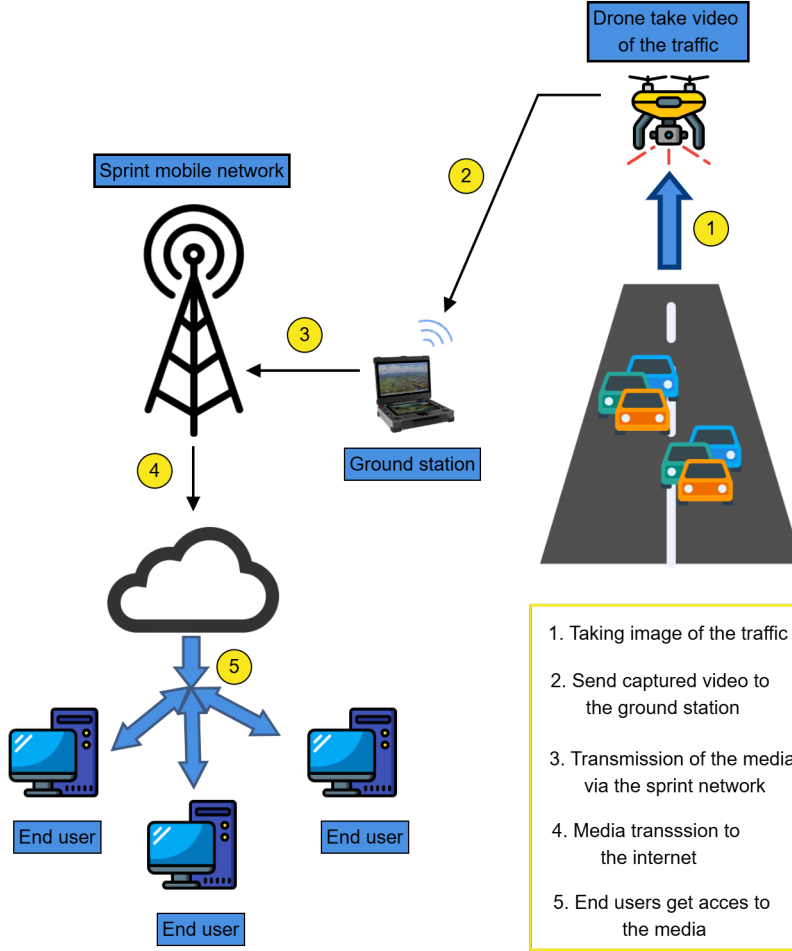 Drone take video
of the traffic
Sprint mobile network
2
1
3
Ground station
4
5
End user
End user
End user
1. Taking image of the traffic
2. Send captured video to
the ground station
3. Transmission of the media
via the sprint network
4. Media transssion to
the internet
5. End users get acces to
the media